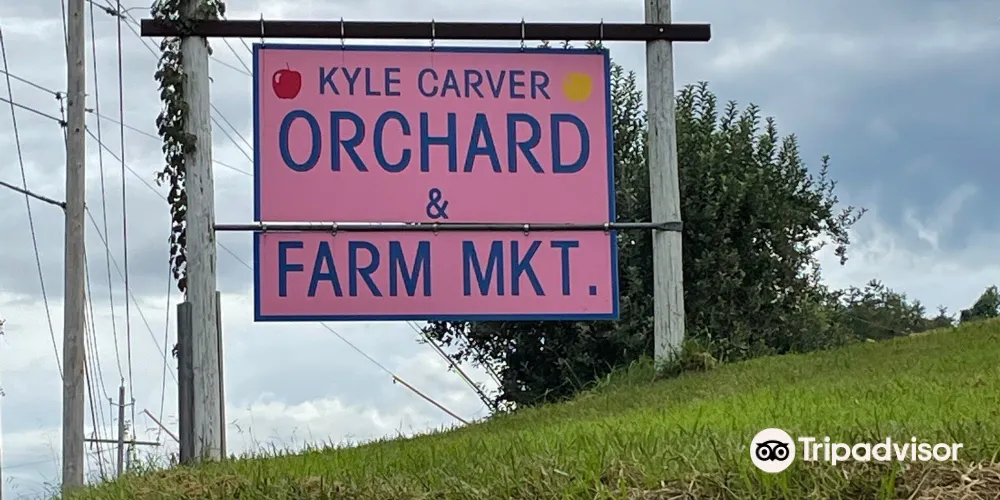 KYLE CARVER
ORCHARD
&
FARM MKT.
Tripadvisor